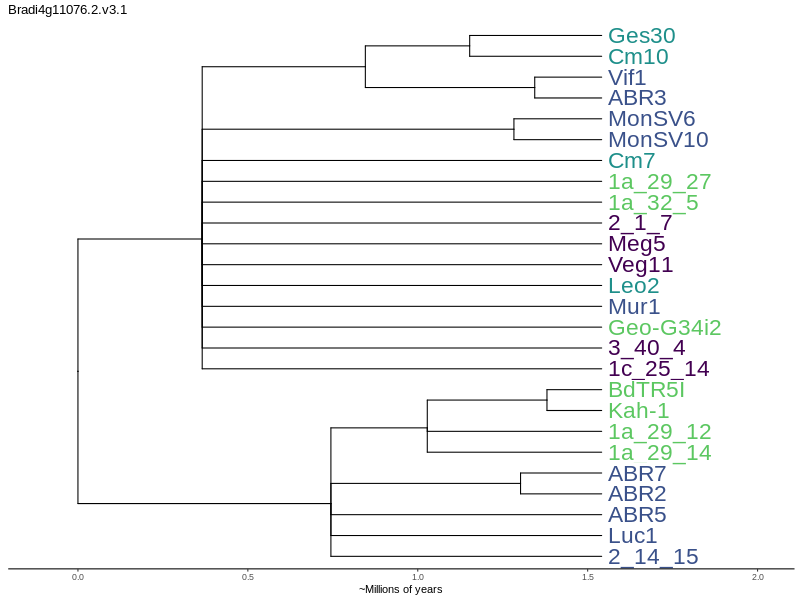 Bradi4g11076.2.v3.1
Ges30
Cm10
Vif1
ABR3
MonSV6
MonSV10
Cm7
1a_29_27
1a_32_5
2_1_7
Meg5
Veg11
Leo2
Mur1
Geo-G34i2
3_40_4
1c_25_14
BdTR5I
Kah-1
1a_29_12
1a_29_14
ABR7
ABR2
ABR5
Luc1
2_14_15
0.0 0.5 1.0 1.5 2.0
~Millions of years